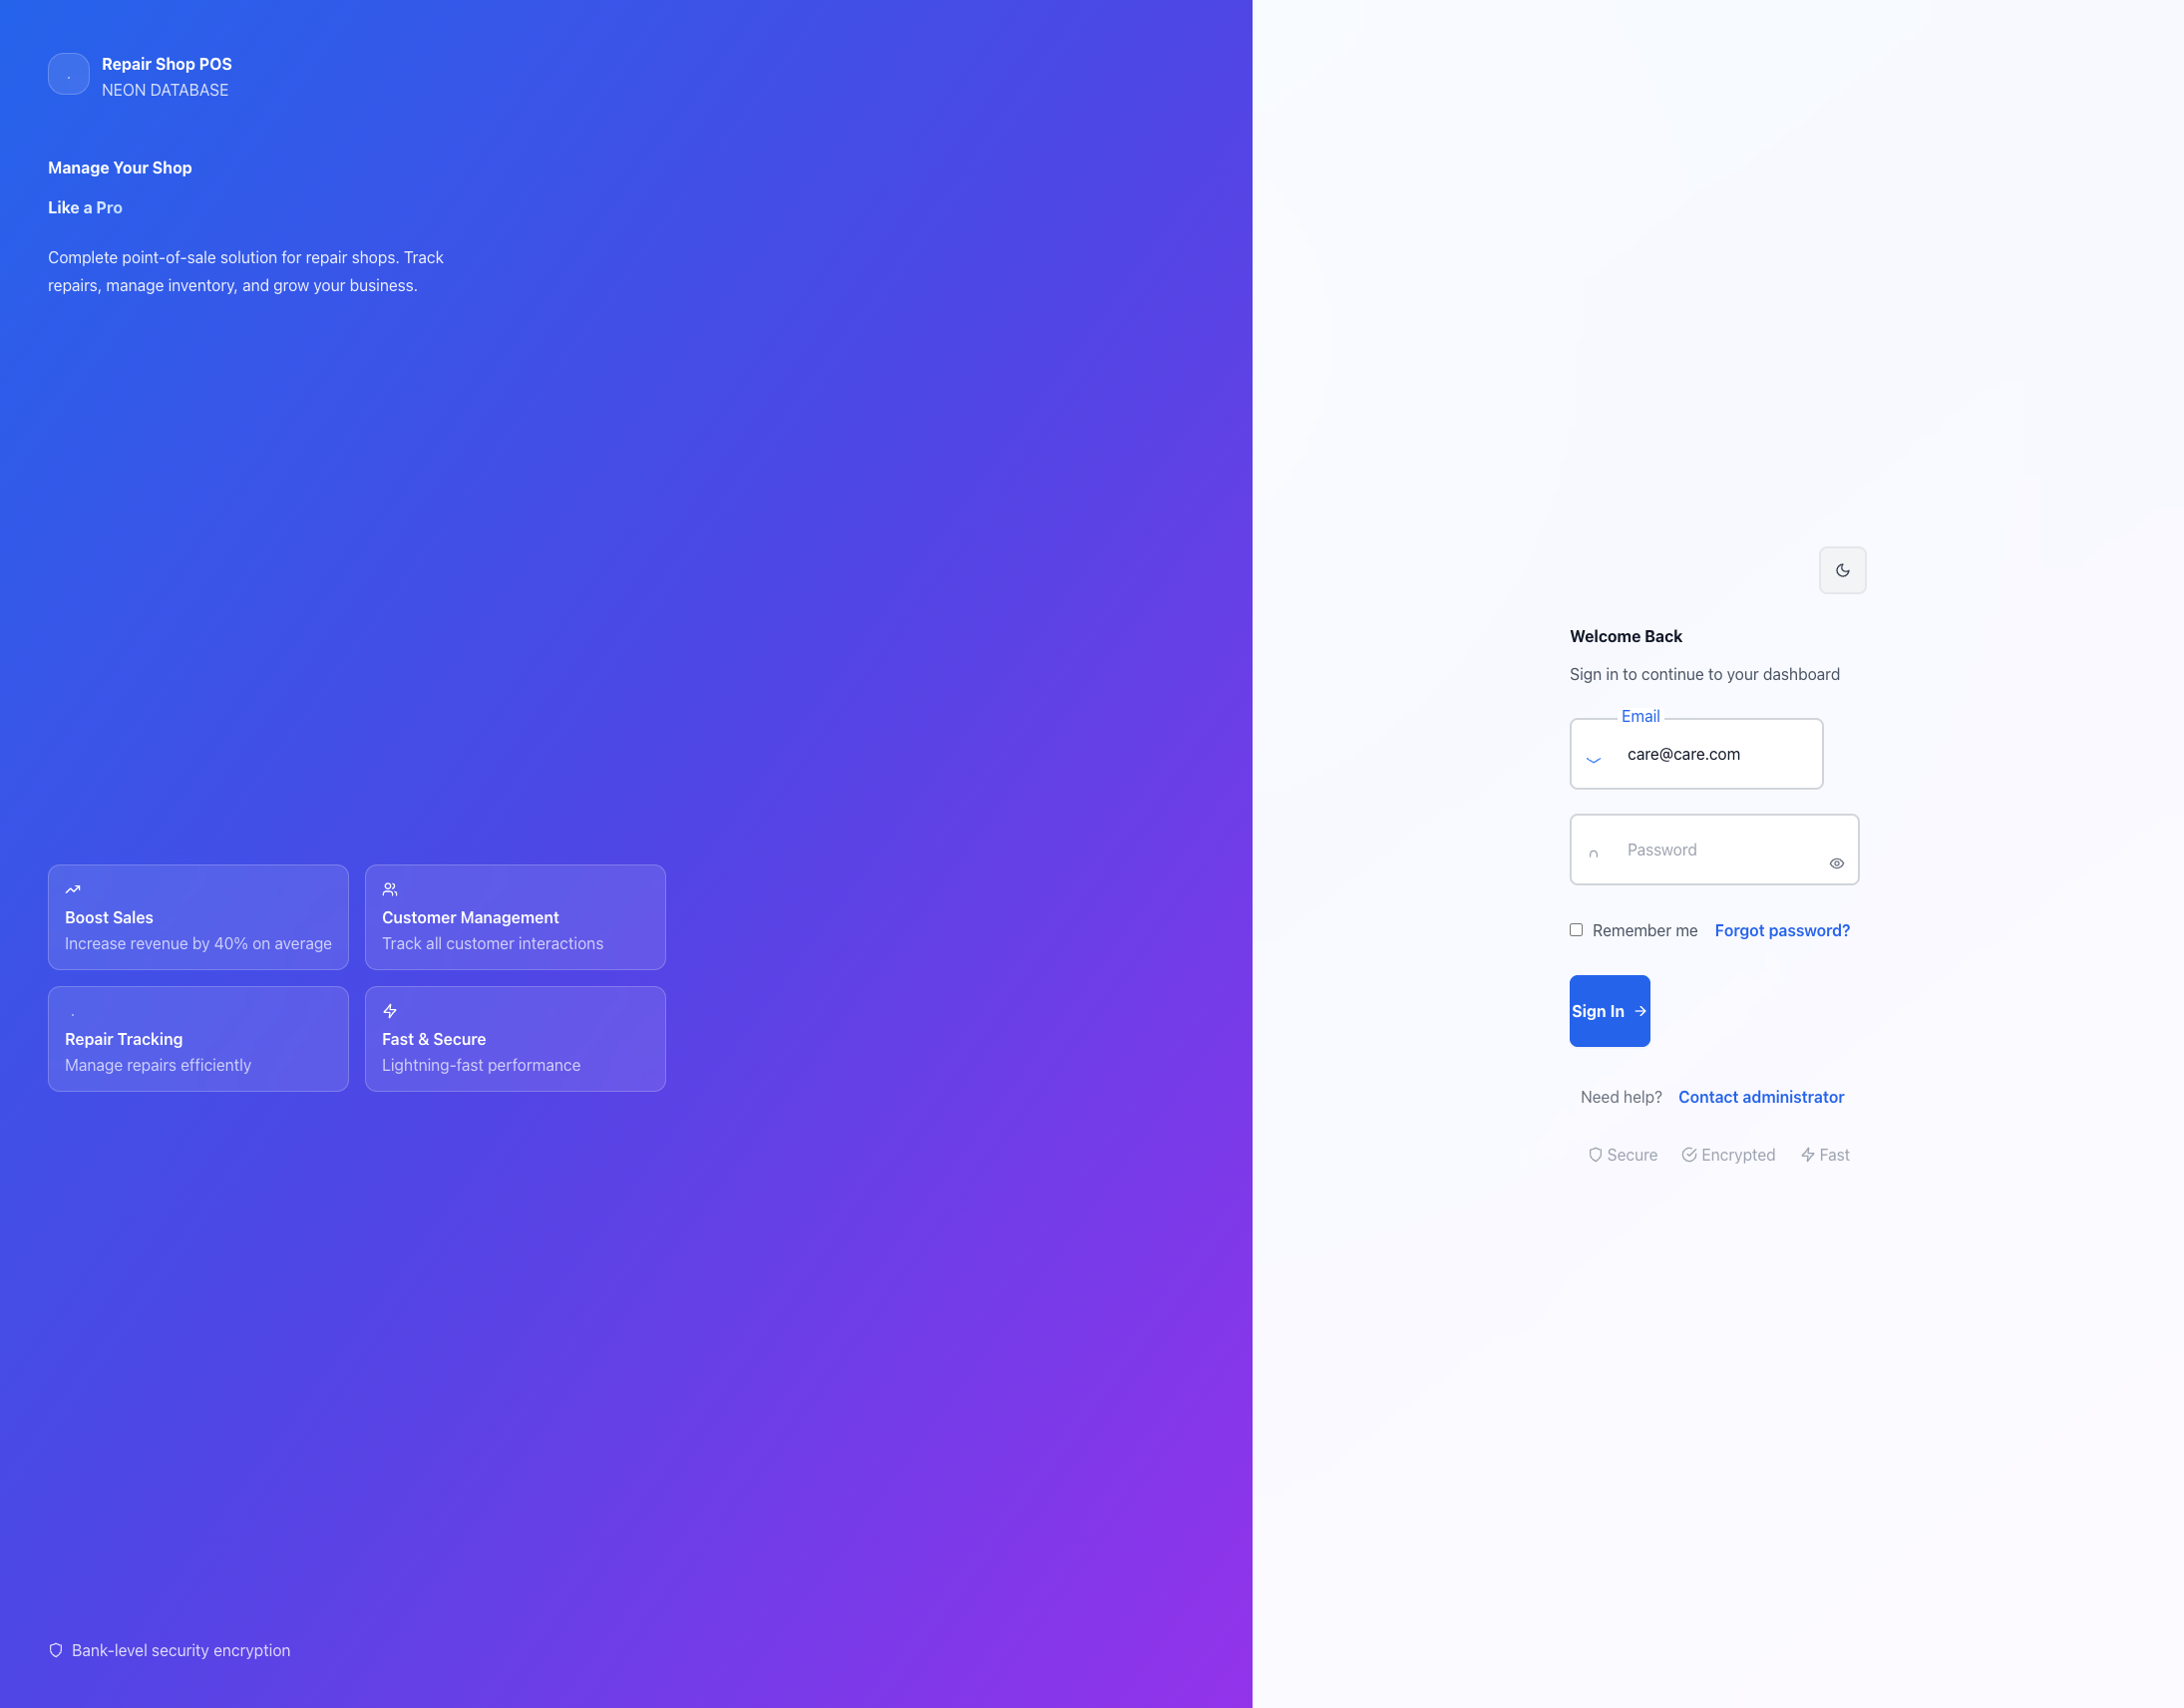 Repair Shop POS
NEON DATABASE
Manage Your Shop
Like a Pro
Complete point-of-sale solution for repair shops. Track
repairs, manage inventory, and grow your business.
Boost Sales
Increase revenue by 40% on average
Customer Management
Track all customer interactions
Repair Tracking
Manage repairs efficiently
Fast & Secure
Lightning-fast performance
Bank-level security encryption
Welcome Back
Sign in to continue to your dashboard
Email
care@care.com
Password
Remember me Forgot password?
Sign In
Need help? Contact administrator
Secure Encrypted Fast